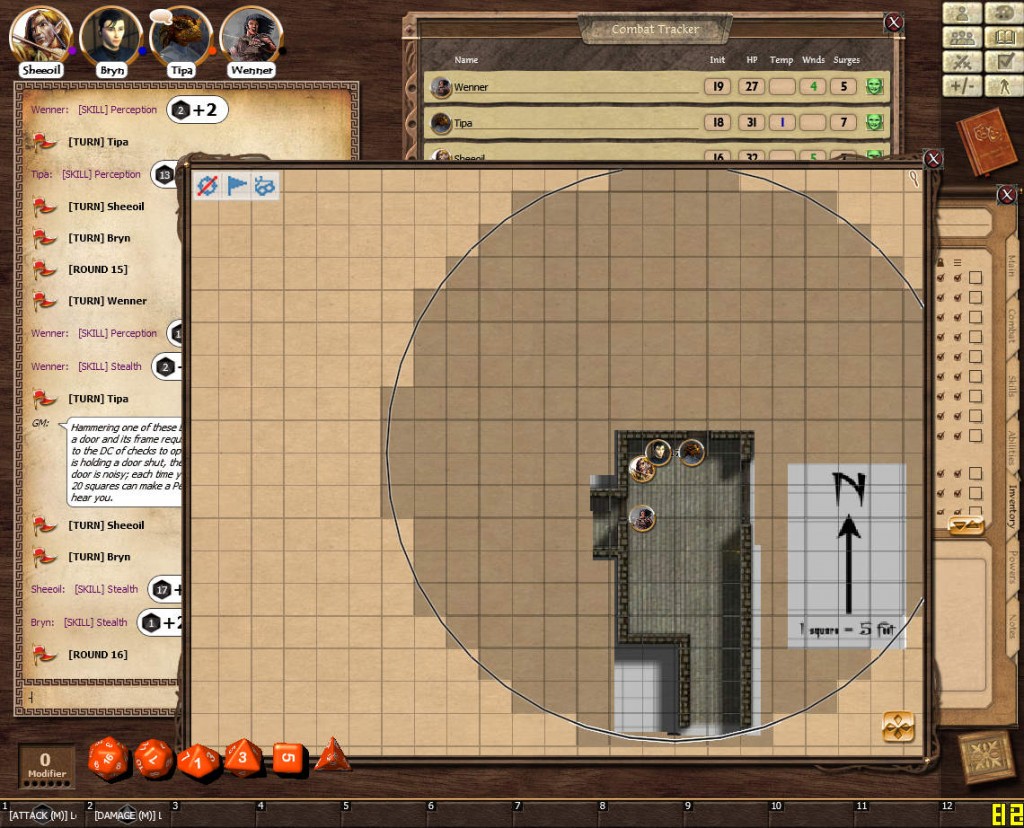 Sheeoil
Bryn
Tipa
Wenner
Combat Tracker
Name Init HP Temp Wnds Surges
Wenner 19 27 4 5
Tipa 18 31 1 7
Sheeoil 16 32 5
Wenner: [SKILL] Perception 2 +2
[TURN] Tipa
Tipa: [SKILL] Perception 13
[TURN] Sheeoil
[TURN] Bryn
[ROUND 15]
[TURN] Wenner
Wenner: [SKILL] Perception
Wenner: [SKILL] Stealth 2
[TURN] Tipa
GM: Hammering one of these
a door and its frame requ
to the DC of checks to op
is holding a door shut, the
door is noisy; each time y
20 squares can make a Pe
hear you.
[TURN] Sheeoil
[TURN] Bryn
Sheeoil: [SKILL] Stealth 17 +
Bryn: [SKILL] Stealth 1 +2
[ROUND 16]
N
1 square = 5 feet
+/-
Main
Combat
Skills
Abilities
Inventory
Powers
Notes
0
Modifier
1 2 3 4 5 6 7 8 9 10 11 12
[ATTACK (M)] L
[DAMAGE (M)] L